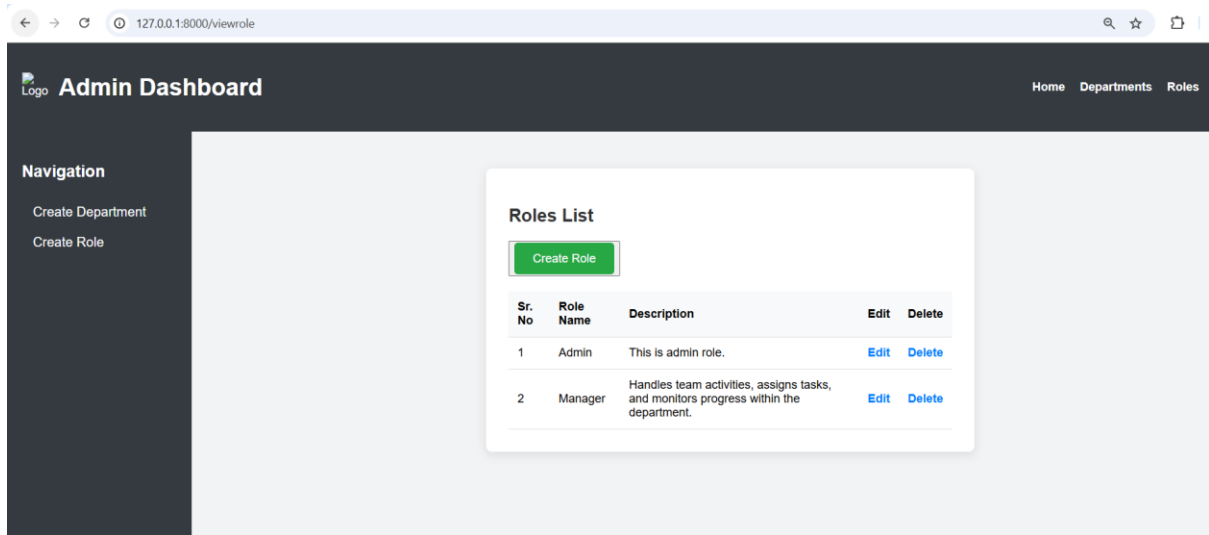 127.0.0.1:8000/viewrole
Logo Admin Dashboard
Home Departments Roles
Navigation
Create Department
Create Role
Roles List
Create Role
Sr. No Role Name Description Edit Delete
1 Admin This is admin role. Edit Delete
2 Manager Handles team activities, assigns tasks, and monitors progress within the department. Edit Delete